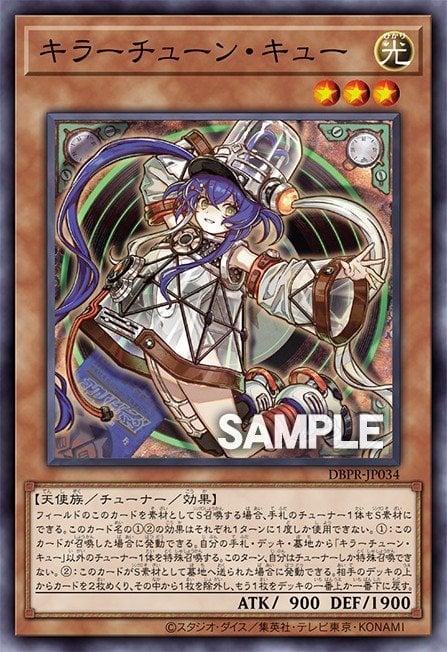 キラーチューン・キュー
光
SAMPLE
DBPR-JP034
【天使族／チューナー／効果】
フィールドのこのカードを素材としてS召喚する場合、手札のチューナー1体もS素材に
できる。このカード名の①②の効果はそれぞれ1ターンに1度しか使用できない。①：この
カードが召喚した場合に発動できる。自分の手札・デッキ・墓地から「キラーチューン・
キュー」以外のチューナー1体を特殊召喚する。このターン、自分はチューナーしか特殊召喚でき
ない。②：このカードがS素材として墓地へ送られた場合に発動できる。相手のデッキの上
からカードを2枚めくり、その中から1枚を除外し、もう1枚をデッキの一番上か一番下に戻す。
ATK/ 900 DEF/1900
©スタジオ・ダイス／集英社・テレビ東京・KONAMI